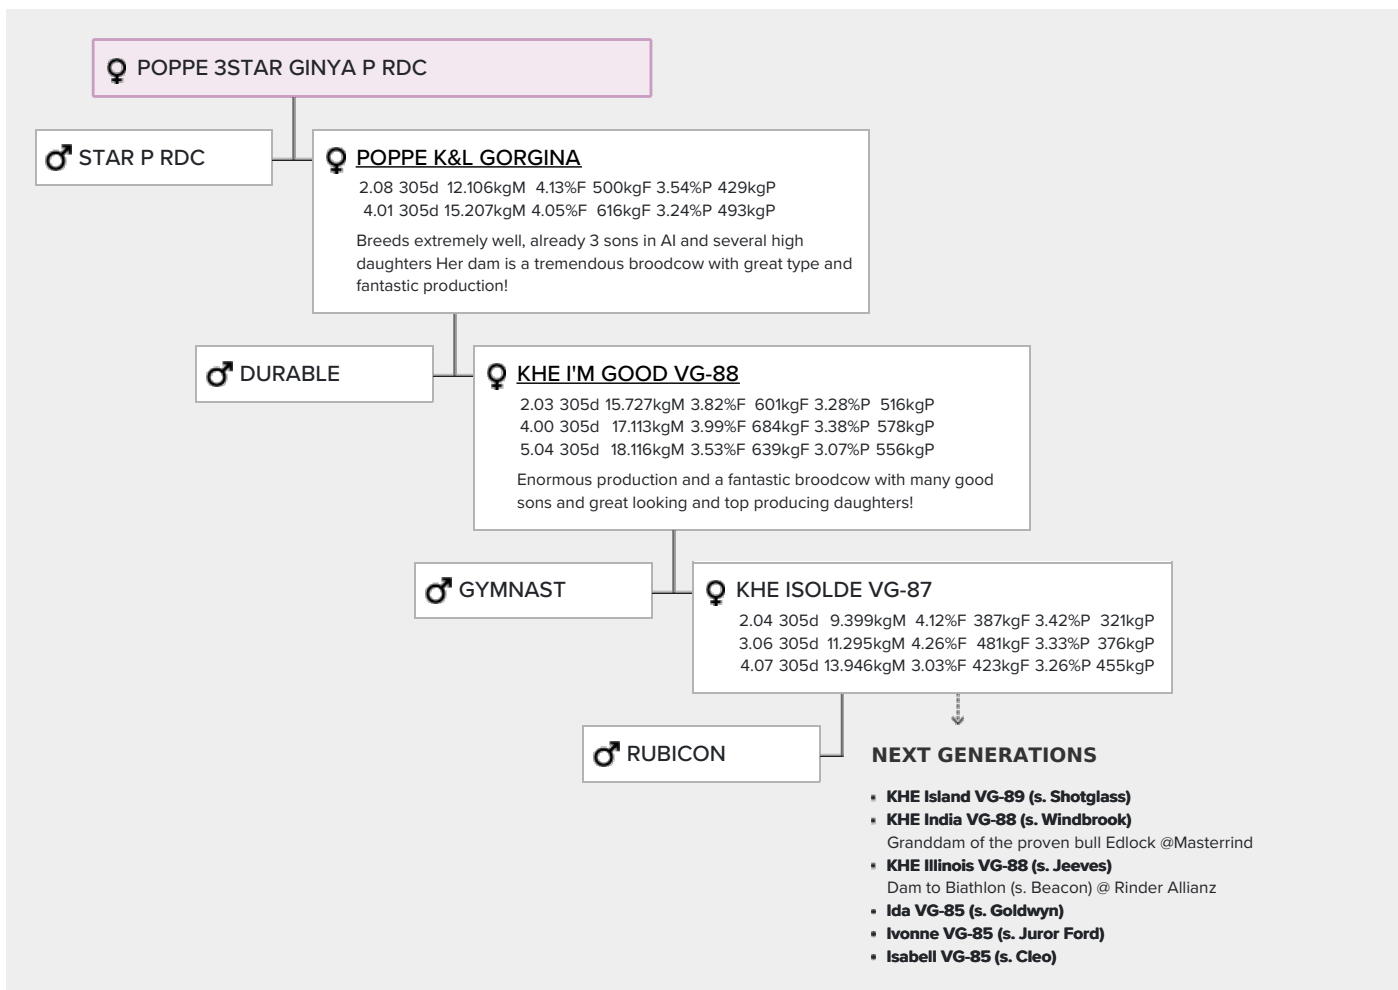 POPPE 3STAR GINYA P RDC
STAR P RDC
POPPE K&L GORGINA
2.08 305d 12.106kgM 4.13%F 500kgF 3.54%P 429kgP
4.01 305d 15.207kgM 4.05%F 616kgF 3.24%P 493kgP
Breeds extremely well, already 3 sons in AI and several high
daughters Her dam is a tremendous broodcow with great type and
fantastic production!
DURABLE
KHE I'M GOOD VG-88
2.03 305d 15.727kgM 3.82%F 601kgF 3.28%P 516kgP
4.00 305d 17.113kgM 3.99%F 684kgF 3.38%P 578kgP
5.04 305d 18.116kgM 3.53%F 639kgF 3.07%P 556kgP
Enormous production and a fantastic broodcow with many good
sons and great looking and top producing daughters!
GYMNAST
KHE ISOLDE VG-87
2.04 305d 9.399kgM 4.12%F 387kgF 3.42%P 321kgP
3.06 305d 11.295kgM 4.26%F 481kgF 3.33%P 376kgP
4.07 305d 13.946kgM 3.03%F 423kgF 3.26%P 455kgP
RUBICON
NEXT GENERATIONS
KHE Island VG-89 (s. Shotglass)
KHE India VG-88 (s. Windbrook)
Granddam of the proven bull Edlock @Masterrind
KHE Illinois VG-88 (s. Jeeves)
Dam to Biathlon (s. Beacon) @ Rinder Allianz
Ida VG-85 (s. Goldwyn)
Ivonne VG-85 (s. Juror Ford)
Isabell VG-85 (s. Cleo)